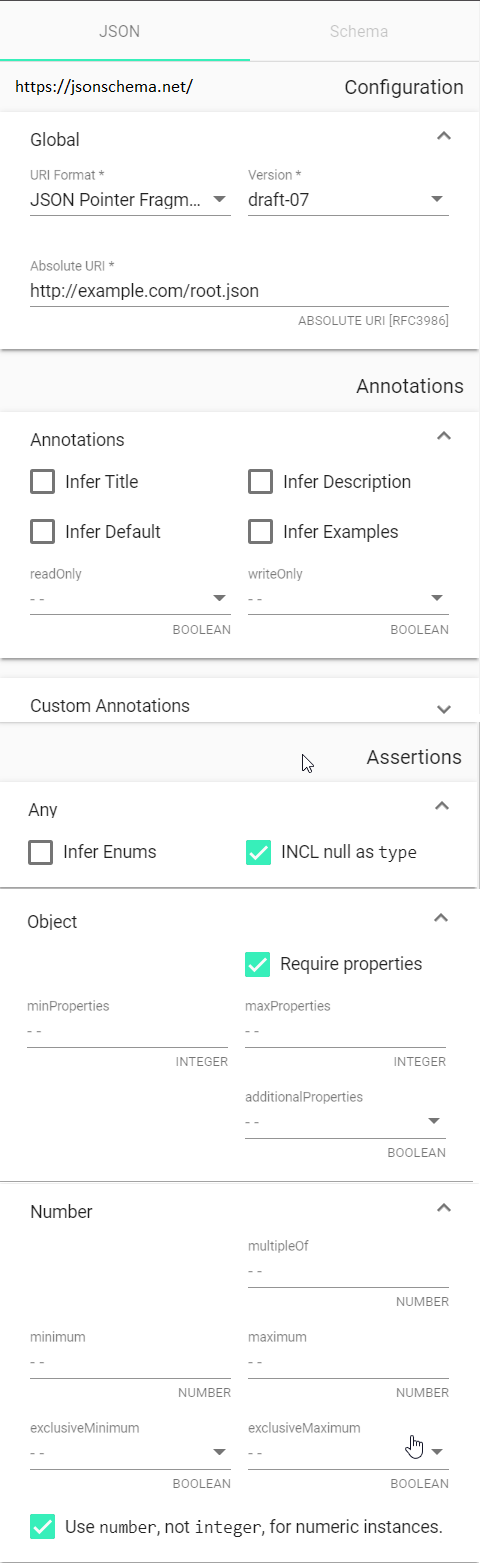 JSON Schema
https://jsonschema.net/ Configuration
Global
URI Format * Version *
JSON Pointer Fragm... draft-07
Absolute URI *
http://example.com/root.json
ABSOLUTE URI [RFC3986]
Annotations
Annotations
Infer Title Infer Description
Infer Default Infer Examples
readOnly writeOnly
-- --
BOOLEAN BOOLEAN
Custom Annotations
Assertions
Any
Infer Enums INCL null as type
Object
Require properties
minProperties maxProperties
-- --
INTEGER INTEGER
additionalProperties
--
BOOLEAN
Number
multipleOf
--
NUMBER
minimum maximum
-- --
NUMBER NUMBER
exclusiveMinimum exclusiveMaximum
-- --
BOOLEAN BOOLEAN
Use number, not integer, for numeric instances.